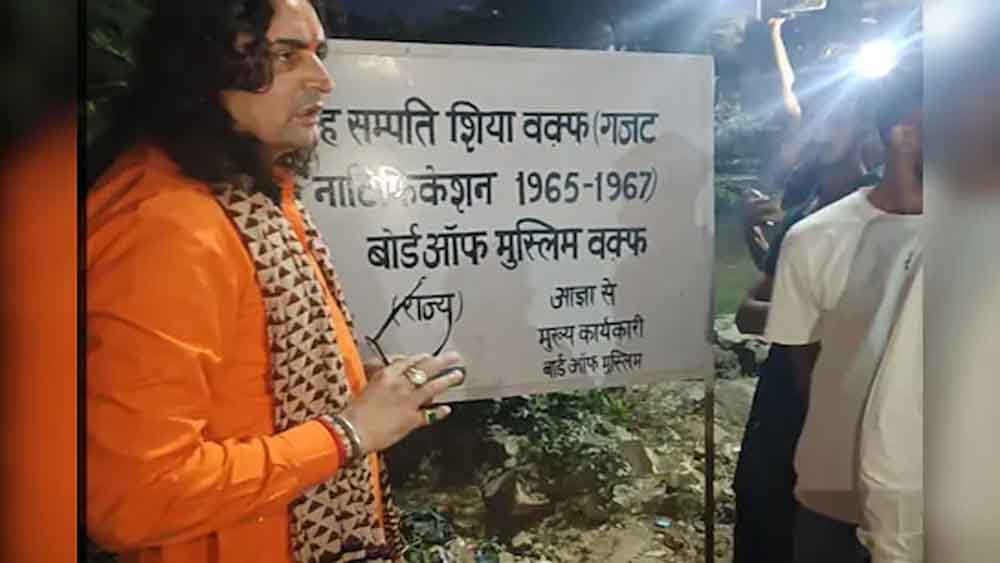 ह सम्पति शिया वक्फ (गजट
नोटिफिकेशन 1965-1967)
बोर्ड ऑफ मुस्लिम वक्फ
(राज्य)
आज्ञा से
मुख्य कार्यकारी
बोर्ड ऑफ मुस्लिम